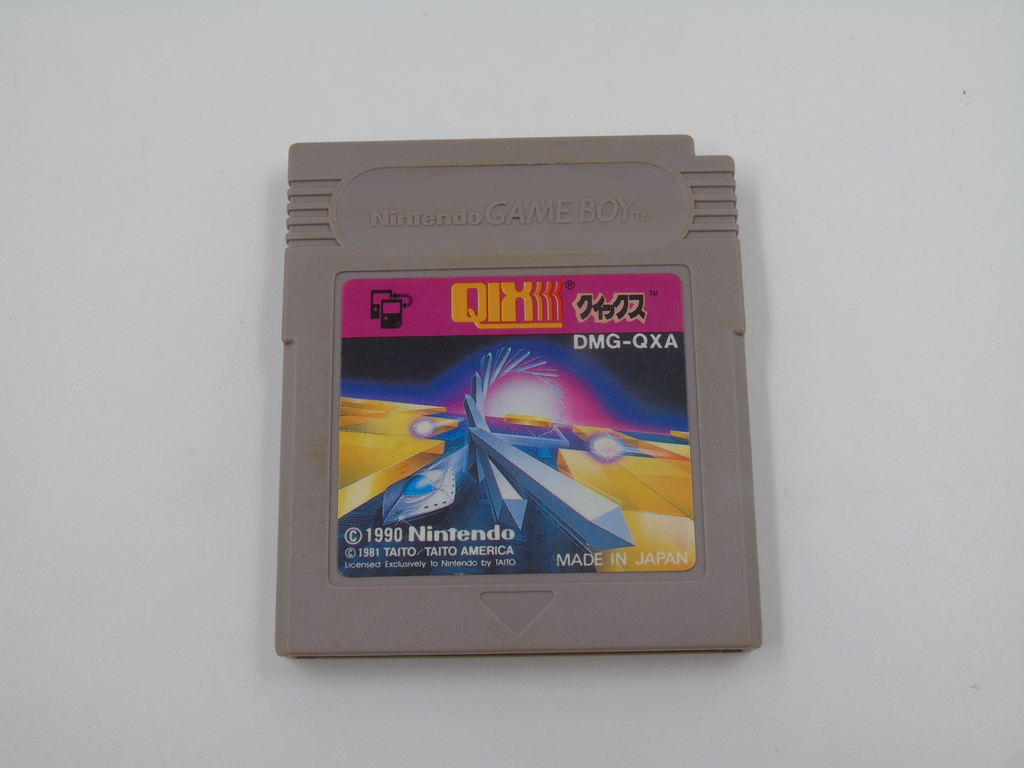 Nintendo GAME BOY™
QIX® クイックス™
DMG-QXA
© 1990 Nintendo
© 1981 TAITO/TAITO AMERICA
Licensed Exclusively to Nintendo by TAITO
MADE IN JAPAN